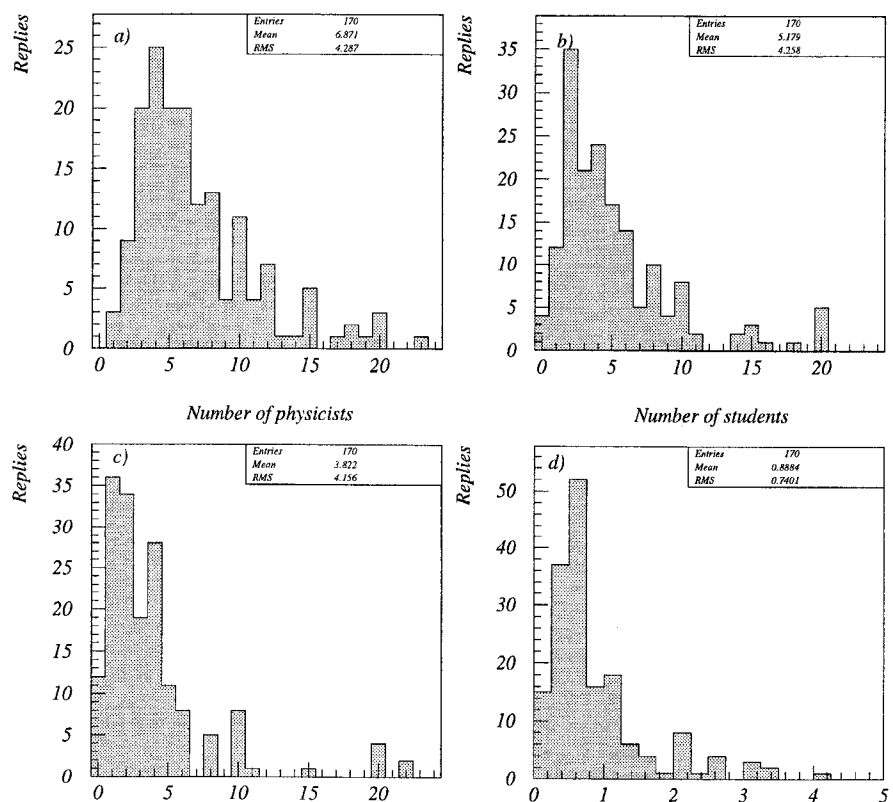 Replies
25
20
15
10
5
0
a)
Entries 170
Mean 6.871
RMS 4.287
0 5 10 15 20
Number of physicists
Replies
35
30
25
20
15
10
5
0
b)
Entries 170
Mean 5.179
RMS 4.258
0 5 10 15 20
Number of students
Replies
40
35
30
25
20
15
10
5
0
c)
Entries 170
Mean 3.822
RMS 4.156
0 5 10 15 20
Replies
50
40
30
20
10
0
d)
Entries 170
Mean 0.8884
RMS 0.7401
0 1 2 3 4 5